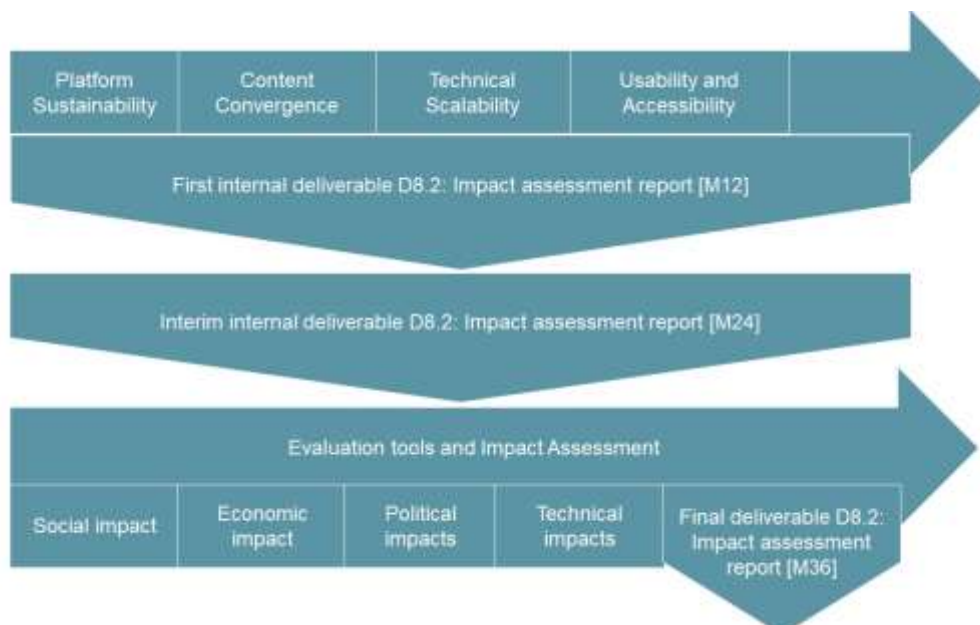 Platform
Sustainability
Content
Convergence
Technical
Scalability
Usability and
Accessibility
First internal deliverable D8.2: Impact assessment report [M12]
Interim internal deliverable D8.2: Impact assessment report [M24]
Evaluation tools and Impact Assessment
Social impact
Economic
impact
Political
impacts
Technical
impacts
Final deliverable D8.2:
Impact assessment
report [M36]